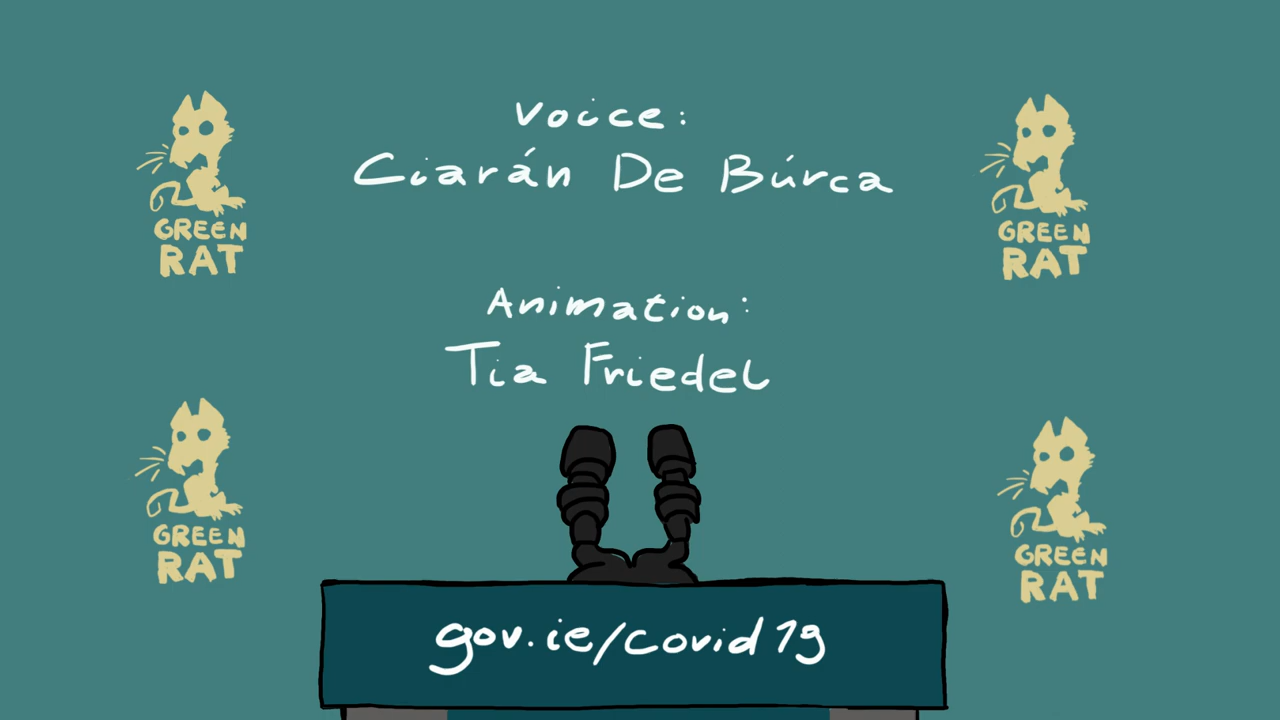 Voice:
Ciarán De Búrca
Animation:
Tia Friedel
GREEN
RAT
GREEN
RAT
GREEN
RAT
GREEN
RAT
gov.ie/covid19